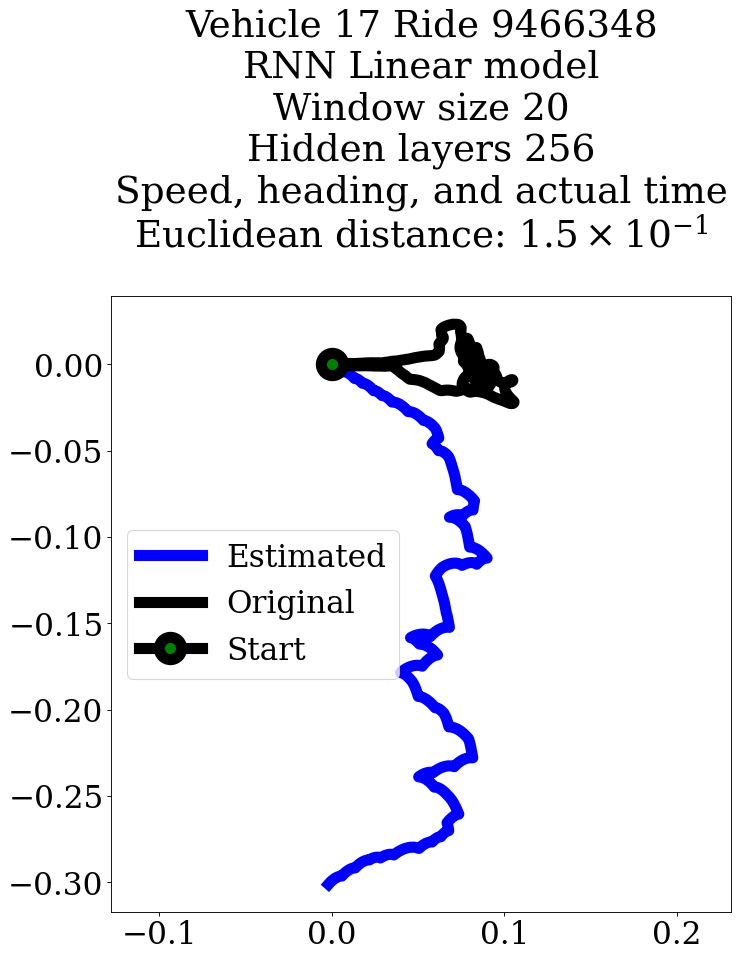 Vehicle 17 Ride 9466348
RNN Linear model
Window size 20
Hidden layers 256
Speed, heading, and actual time
Euclidean distance: 1.5 × 10⁻¹
0.00
−0.05
−0.10
−0.15
−0.20
−0.25
−0.30
Estimated
Original
Start
−0.1
0.0
0.1
0.2